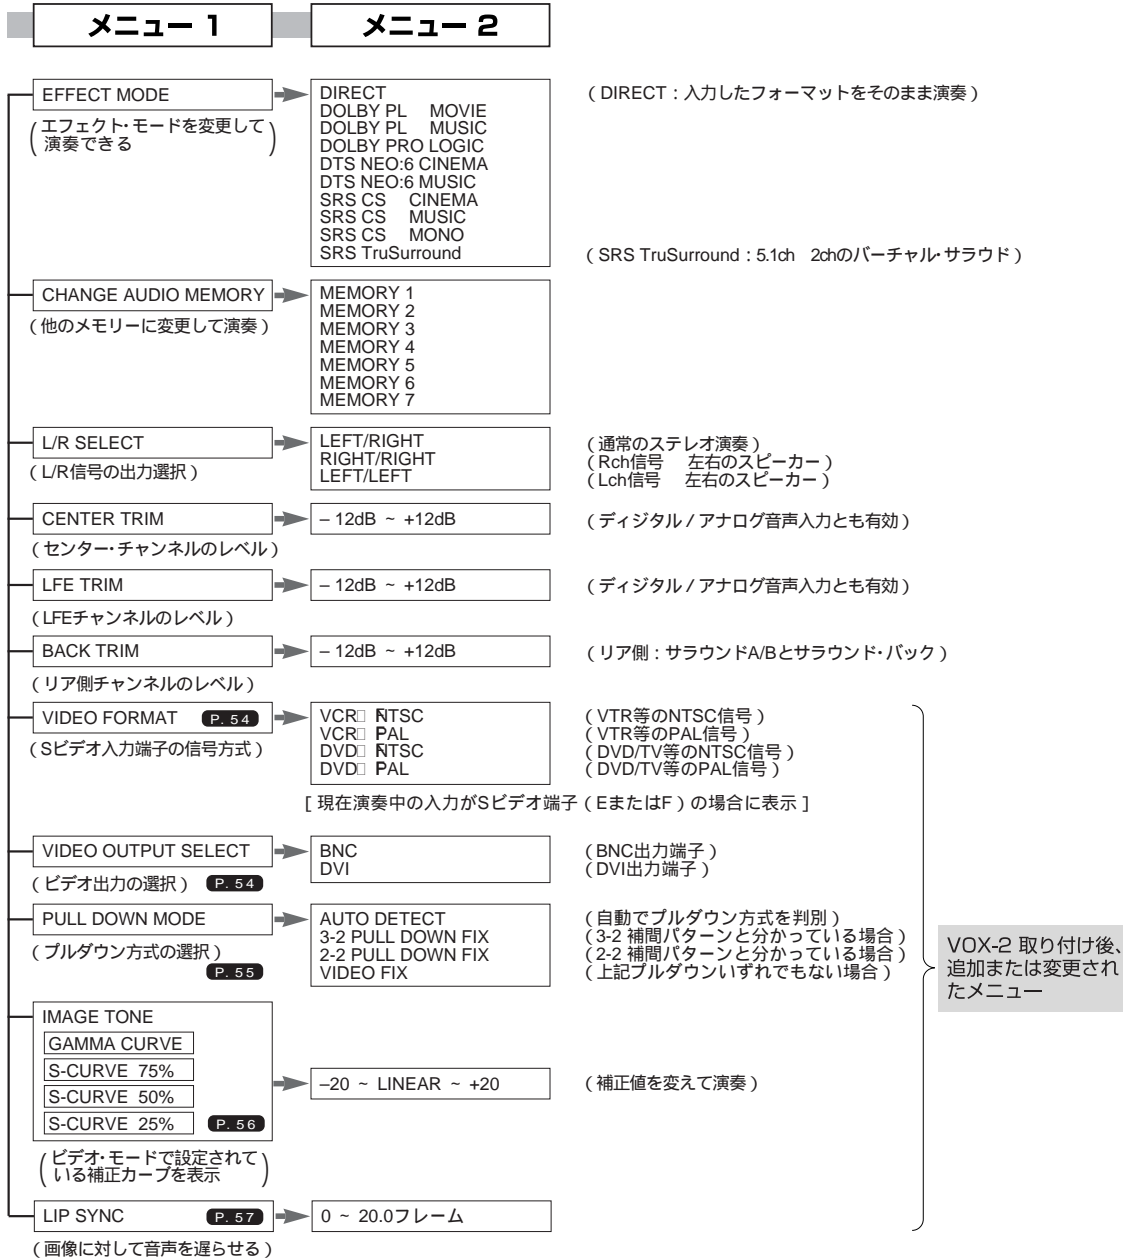 メニュー 1
メニュー 2
EFFECT MODE
(エフェクト・モードを変更して
演奏できる)
DIRECT
DOLBY PL MOVIE
DOLBY PL MUSIC
DOLBY PRO LOGIC
DTS NEO:6 CINEMA
DTS NEO:6 MUSIC
SRS CS CINEMA
SRS CS MUSIC
SRS CS MONO
SRS TruSurround
(DIRECT:入力したフォーマットをそのまま演奏)
(SRS TruSurround:5.1ch 2chのバーチャル・サラウド)
CHANGE AUDIO MEMORY
(他のメモリーに変更して演奏)
MEMORY 1
MEMORY 2
MEMORY 3
MEMORY 4
MEMORY 5
MEMORY 6
MEMORY 7
L/R SELECT
(L/R信号の出力選択)
LEFT/RIGHT
RIGHT/RIGHT
LEFT/LEFT
(通常のステレオ演奏)
(Rch信号 左右のスピーカー)
(Lch信号 左右のスピーカー)
CENTER TRIM
(センター・チャンネルのレベル)
– 12dB ~ +12dB
(ディジタル/アナログ音声入力とも有効)
LFE TRIM
(LFEチャンネルのレベル)
– 12dB ~ +12dB
(ディジタル/アナログ音声入力とも有効)
BACK TRIM
(リア側チャンネルのレベル)
– 12dB ~ +12dB
(リア側:サラウンドA/Bとサラウンド・バック)
VIDEO FORMAT P. 54
(Sビデオ入力端子の信号方式)
VCR□ NTSC
VCR□ PAL
DVD□ NTSC
DVD□ PAL
(VTR等のNTSC信号)
(VTR等のPAL信号)
(DVD/TV等のNTSC信号)
(DVD/TV等のPAL信号)
[現在演奏中の入力がSビデオ端子(EまたはF)の場合に表示]
VIDEO OUTPUT SELECT
(ビデオ出力の選択) P. 54
BNC
DVI
(BNC出力端子)
(DVI出力端子)
PULL DOWN MODE
(プルダウン方式の選択)
P. 55
AUTO DETECT
3-2 PULL DOWN FIX
2-2 PULL DOWN FIX
VIDEO FIX
(自動でプルダウン方式を判別)
(3-2 補間パターンと分かっている場合)
(2-2 補間パターンと分かっている場合)
(上記プルダウンいずれでもない場合)
VOX-2 取り付け後、
追加または変更され
たメニュー
IMAGE TONE
GAMMA CURVE
S-CURVE 75%
S-CURVE 50%
S-CURVE 25% P. 56
(ビデオ・モードで設定されて
いる補正カーブを表示)
–20 ~ LINEAR ~ +20
(補正値を変えて演奏)
LIP SYNC P. 57
(画像に対して音声を遅らせる)
0 ~ 20.0フレーム